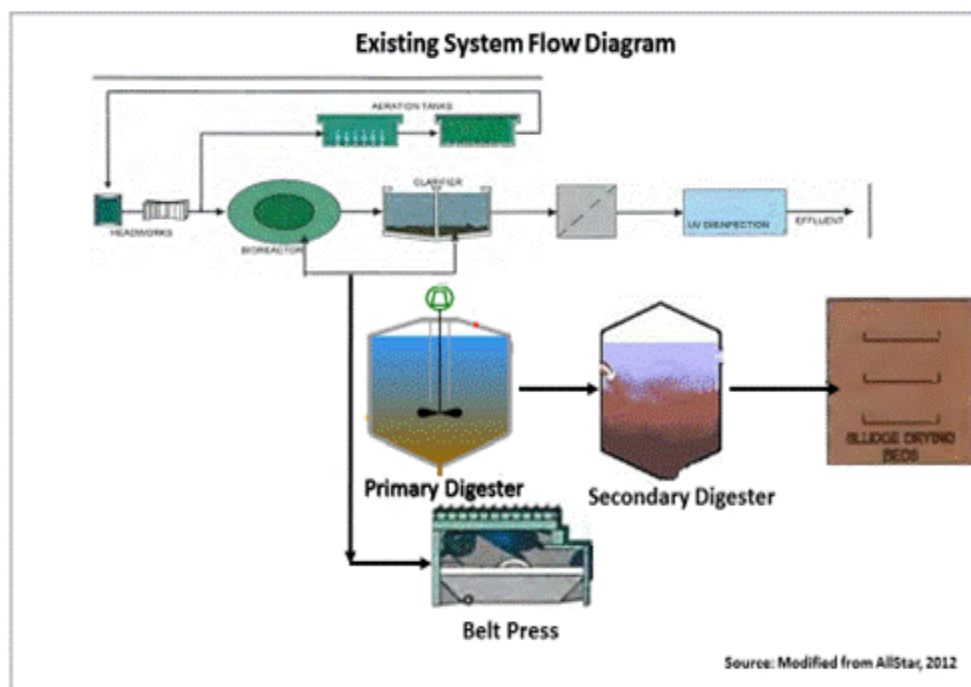 Existing System Flow Diagram
AERATION TANKS
CLARIFIER
HEADWORKS
BIOREACTOR
UV DISINFECTION
EFFLUENT
Primary Digester
Secondary Digester
SLUDGE DRYING
BEDS
Belt Press
Source: Modified from AllStar, 2012